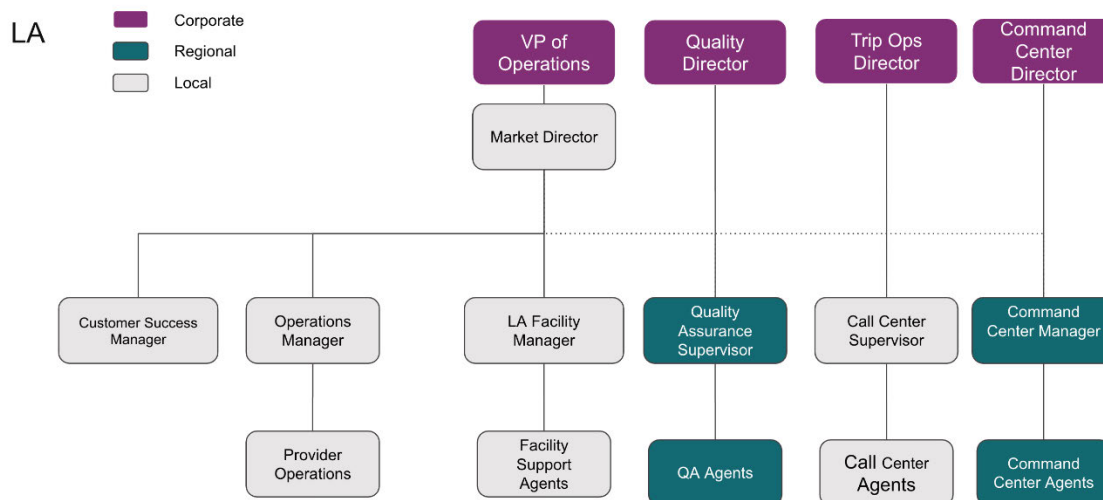 LA
Corporate
Regional
Local
VP of
Operations
Quality
Director
Trip Ops
Director
Command
Center
Director
Market Director
Customer Success
Manager
Operations
Manager
LA Facility
Manager
Quality
Assurance
Supervisor
Call Center
Supervisor
Command
Center Manager
Provider
Operations
Facility
Support
Agents
QA Agents
Call Center
Agents
Command
Center Agents